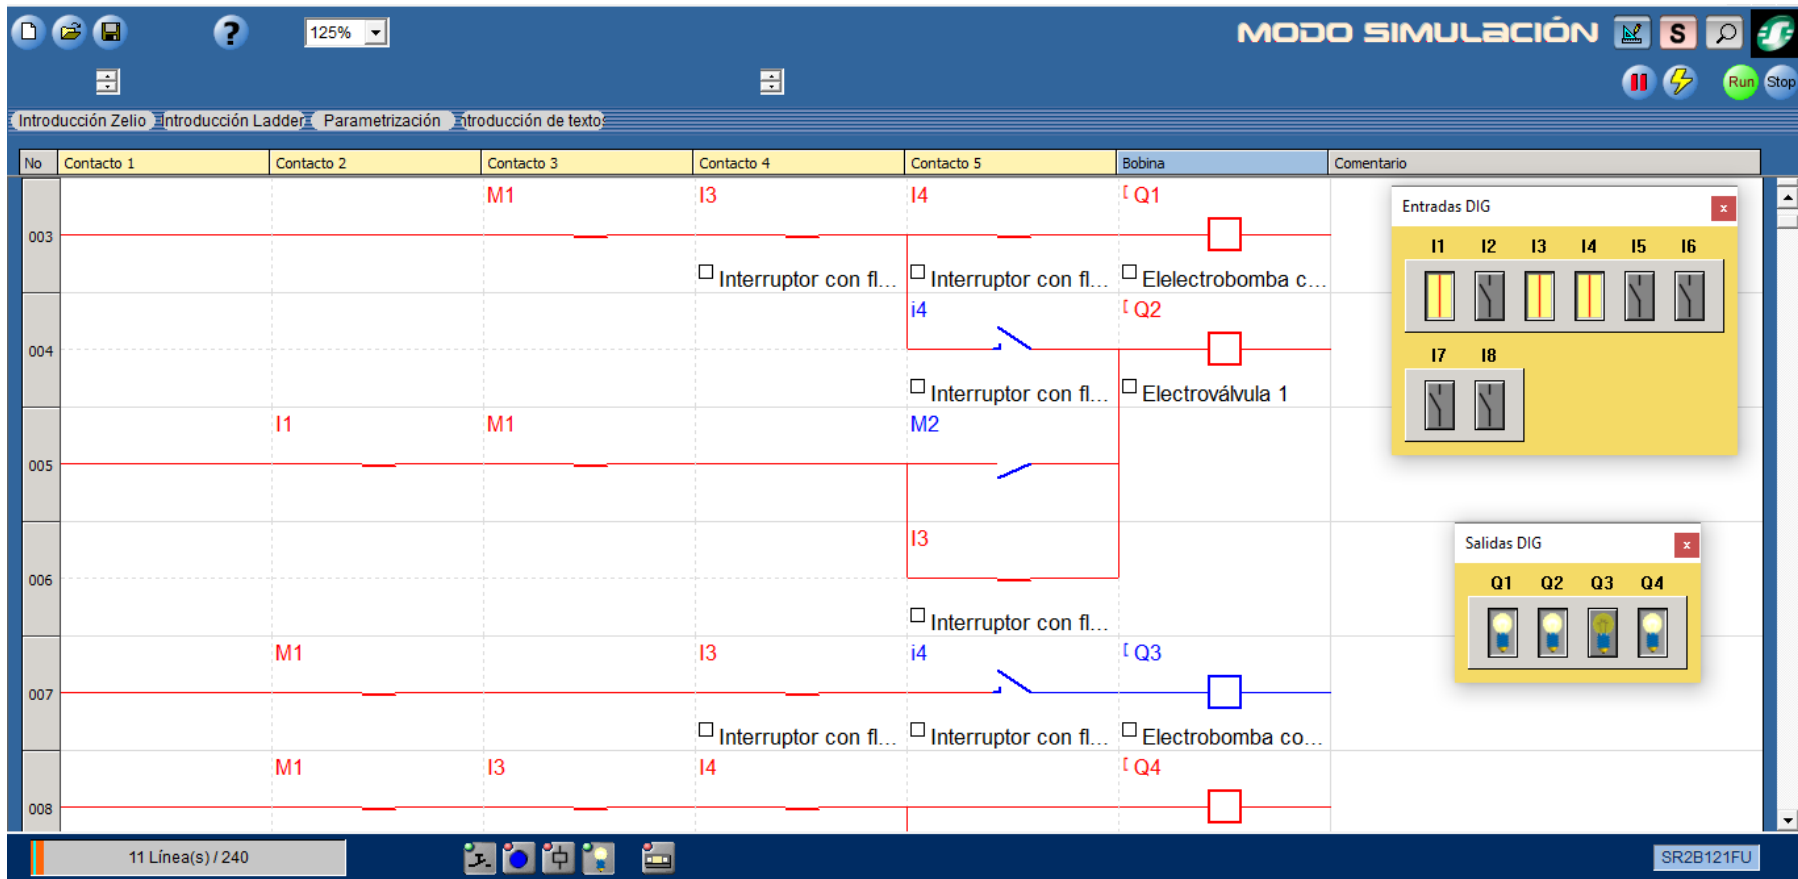 125%
MODO SIMULACIÓN
S
Run Stop
Introducción Zelio Introducción Ladder Parametrización ntroducción de textos
No Contacto 1 Contacto 2 Contacto 3 Contacto 4 Contacto 5 Bobina Comentario
M1 I3 I4 [ Q1
003
Interruptor con fl... Interruptor con fl... Elelectrobomba c...
i4 [ Q2
004
Interruptor con fl... Electroválvula 1
I1 M1 M2
005
I3
006
Interruptor con fl...
M1 I3 i4 [ Q3
007
Interruptor con fl... Interruptor con fl... Electrobomba co...
M1 I3 I4 [ Q4
008
Entradas DIG
I1 I2 I3 I4 I5 I6
I7 I8
Salidas DIG
Q1 Q2 Q3 Q4
11 Línea(s) / 240
SR2B121FU